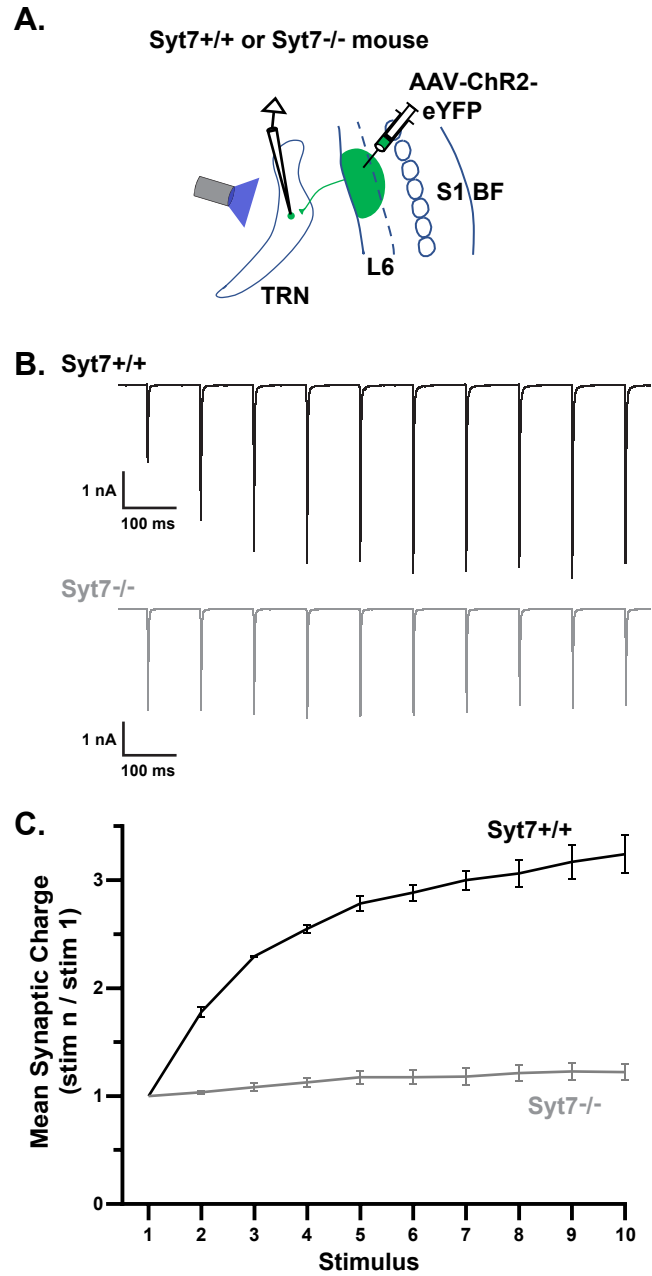 A.
Syt7+/+ or Syt7-/- mouse
AAV-ChR2-
eYFP
S1 BF
L6
TRN
B.
Syt7+/+
1 nA
100 ms
Syt7-/-
1 nA
100 ms
C.
Syt7+/+
Mean Synaptic Charge
(stim n / stim 1)
3
2
1
0
Syt7-/-
1 2 3 4 5 6 7 8 9 10
Stimulus